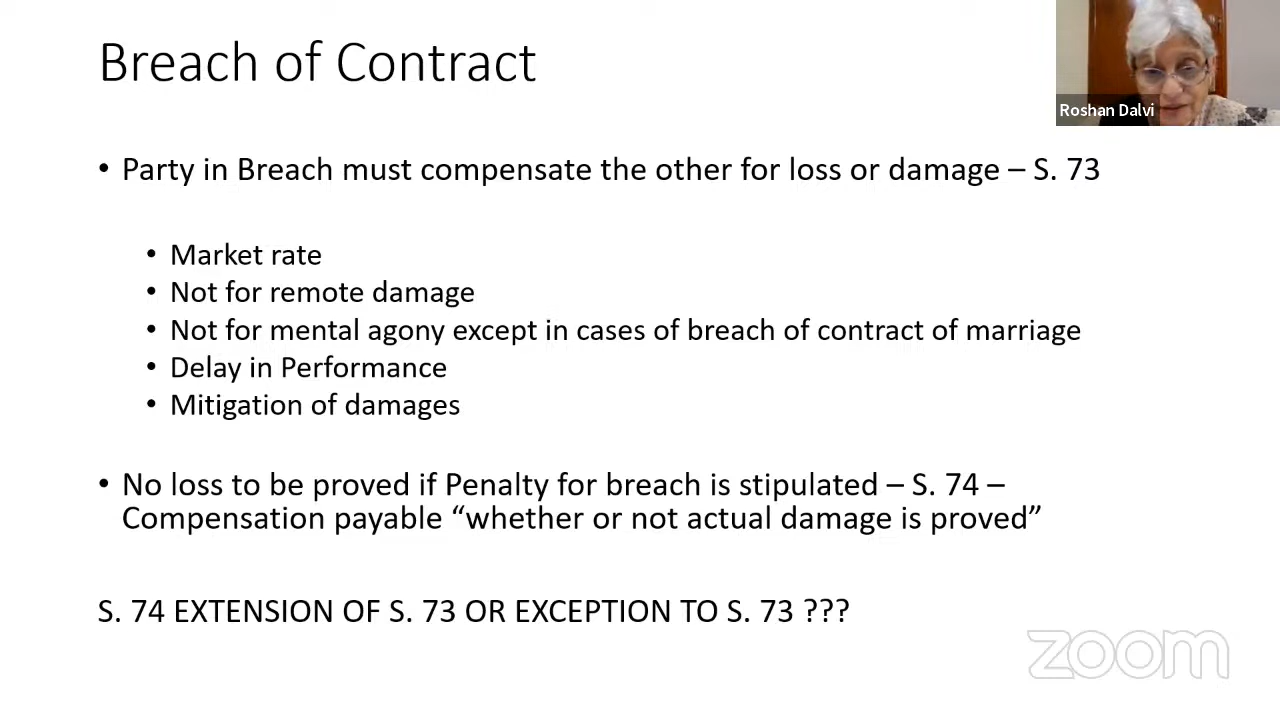 Breach of Contract
Roshan Dalvi
• Party in Breach must compensate the other for loss or damage – S. 73
• Market rate
• Not for remote damage
• Not for mental agony except in cases of breach of contract of marriage
• Delay in Performance
• Mitigation of damages
• No loss to be proved if Penalty for breach is stipulated – S. 74 –
Compensation payable “whether or not actual damage is proved”
S. 74 EXTENSION OF S. 73 OR EXCEPTION TO S. 73 ???
zoom